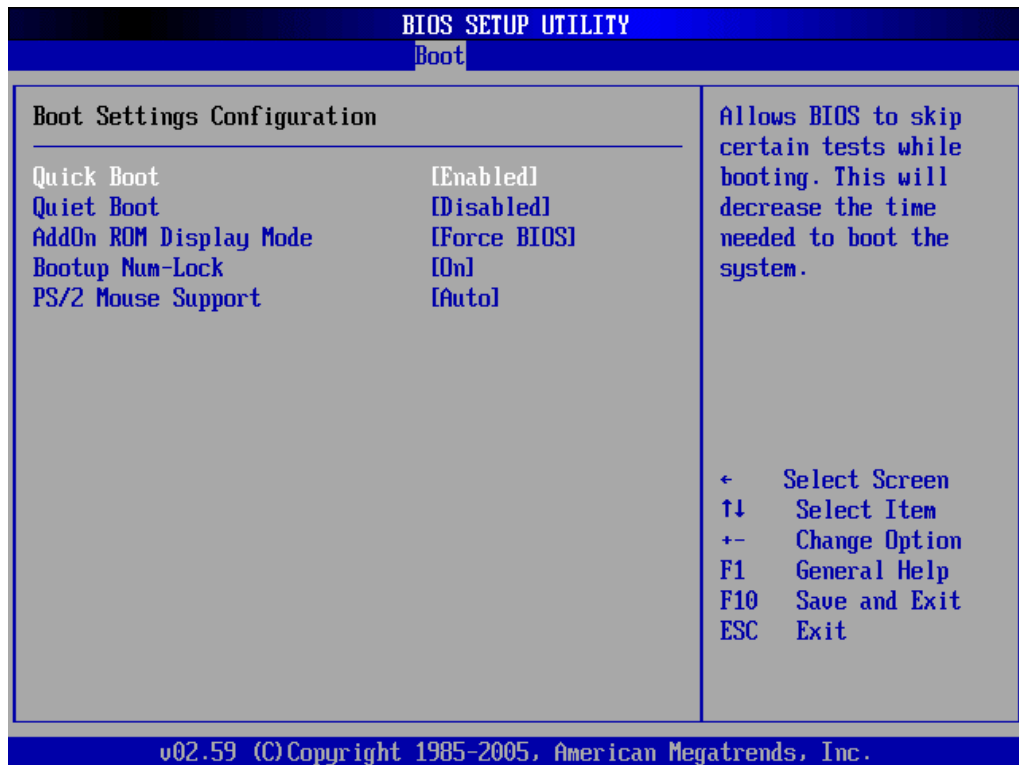 BIOS SETUP UTILITY
Boot
Boot Settings Configuration
Quick Boot [Enabled]
Quiet Boot [Disabled]
AddOn ROM Display Mode [Force BIOS]
Bootup Num-Lock [On]
PS/2 Mouse Support [Auto]
Allows BIOS to skip
certain tests while
booting. This will
decrease the time
needed to boot the
system.
← Select Screen
↑↓ Select Item
+- Change Option
F1 General Help
F10 Save and Exit
ESC Exit
v02.59 (C)Copyright 1985-2005, American Megatrends, Inc.